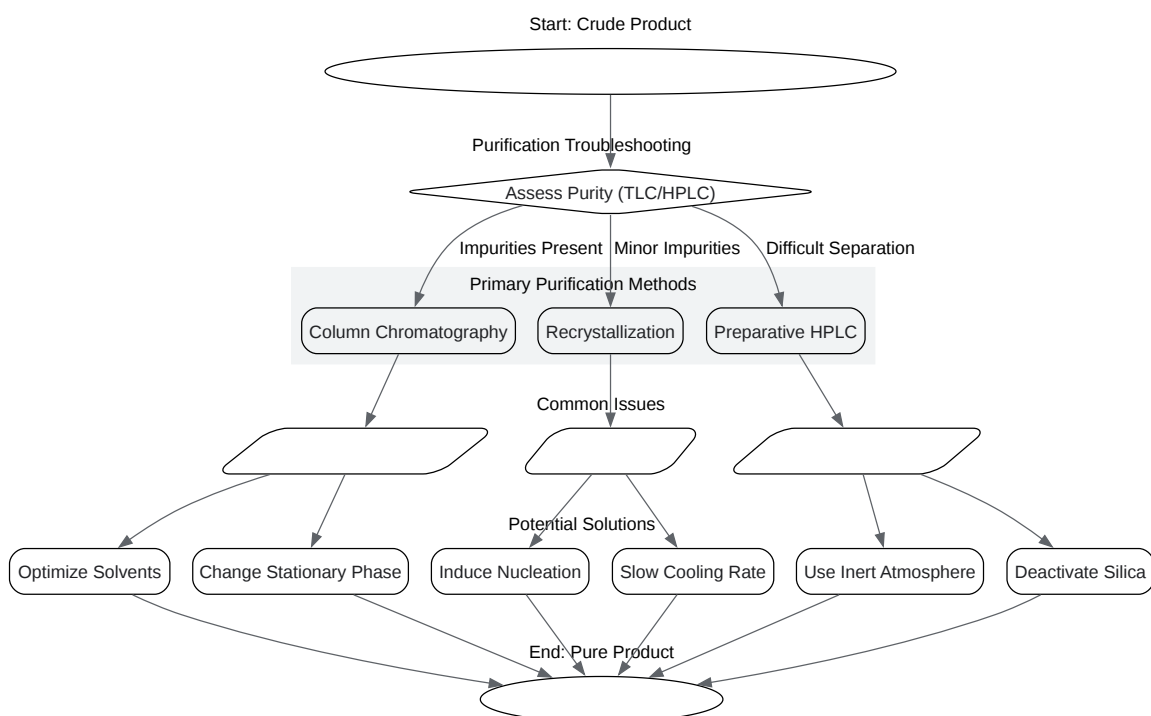 Start: Crude Product
Purification Troubleshooting
Assess Purity (TLC/HPLC)
Impurities Present
Minor Impurities
Difficult Separation
Primary Purification Methods
Column Chromatography
Recrystallization
Preparative HPLC
Common Issues
Potential Solutions
Optimize Solvents
Change Stationary Phase
Induce Nucleation
Slow Cooling Rate
Use Inert Atmosphere
Deactivate Silica
End: Pure Product